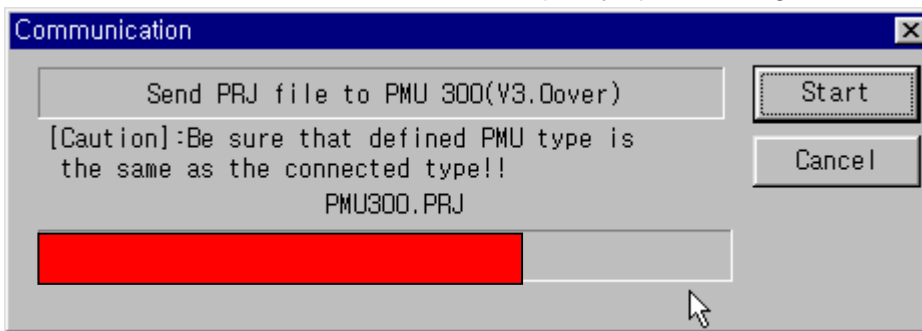 Communication
Send PRJ file to PMU 300(V3.0over)
Start
[Caution]:Be sure that defined PMU type is
the same as the connected type!!
Cancel
PMU300.PRJ